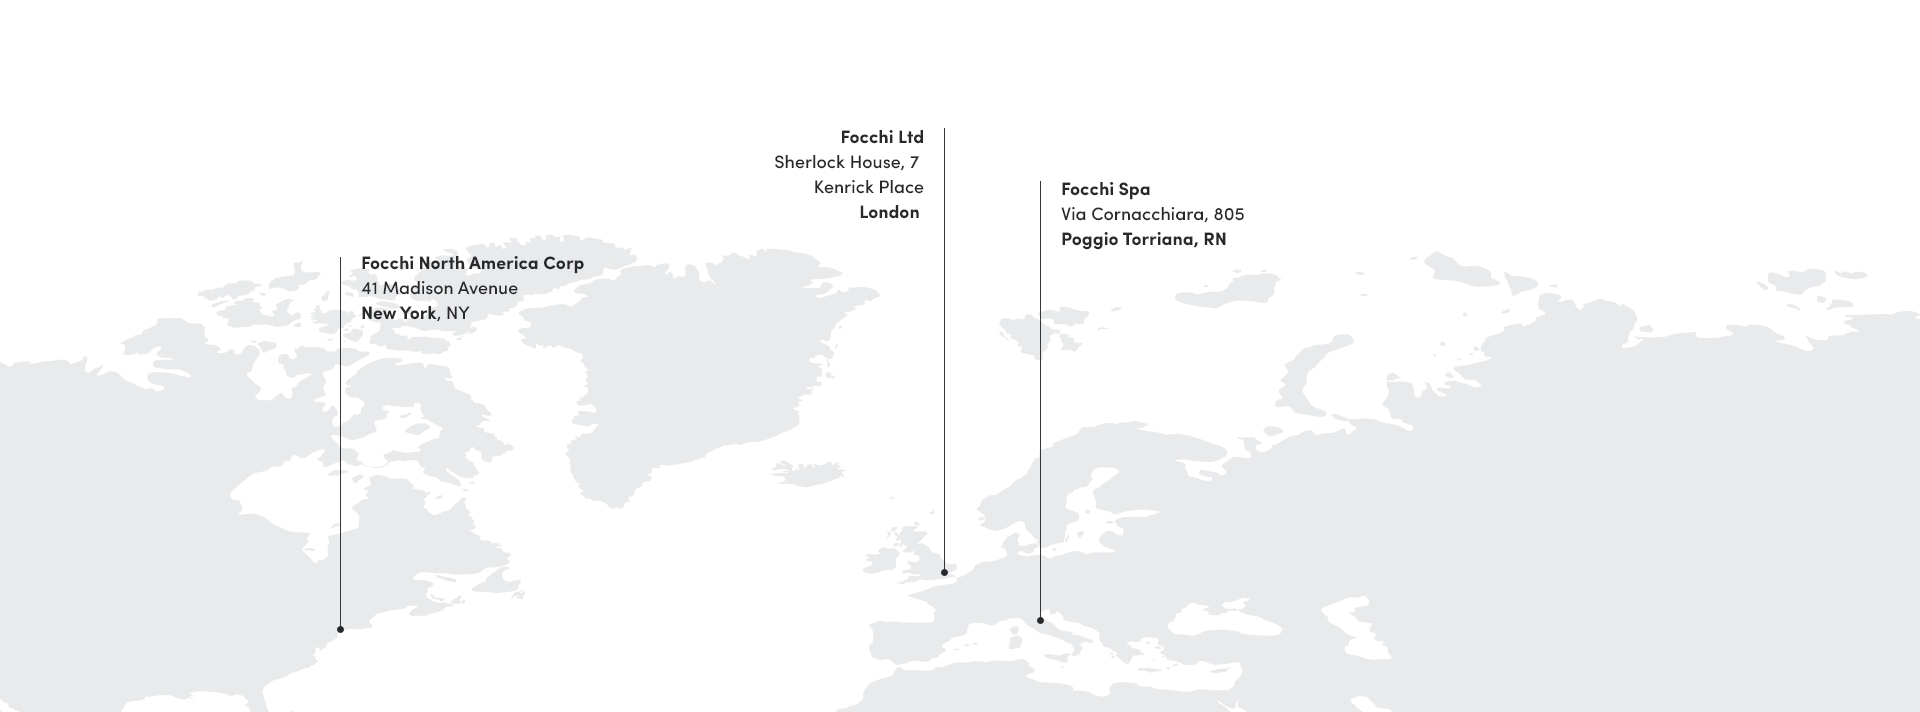 Focchi Ltd
Sherlock House, 7
Kenrick Place
London
Focchi Spa
Via Cornacchiara, 805
Poggio Torriana, RN
Focchi North America Corp
41 Madison Avenue
New York, NY